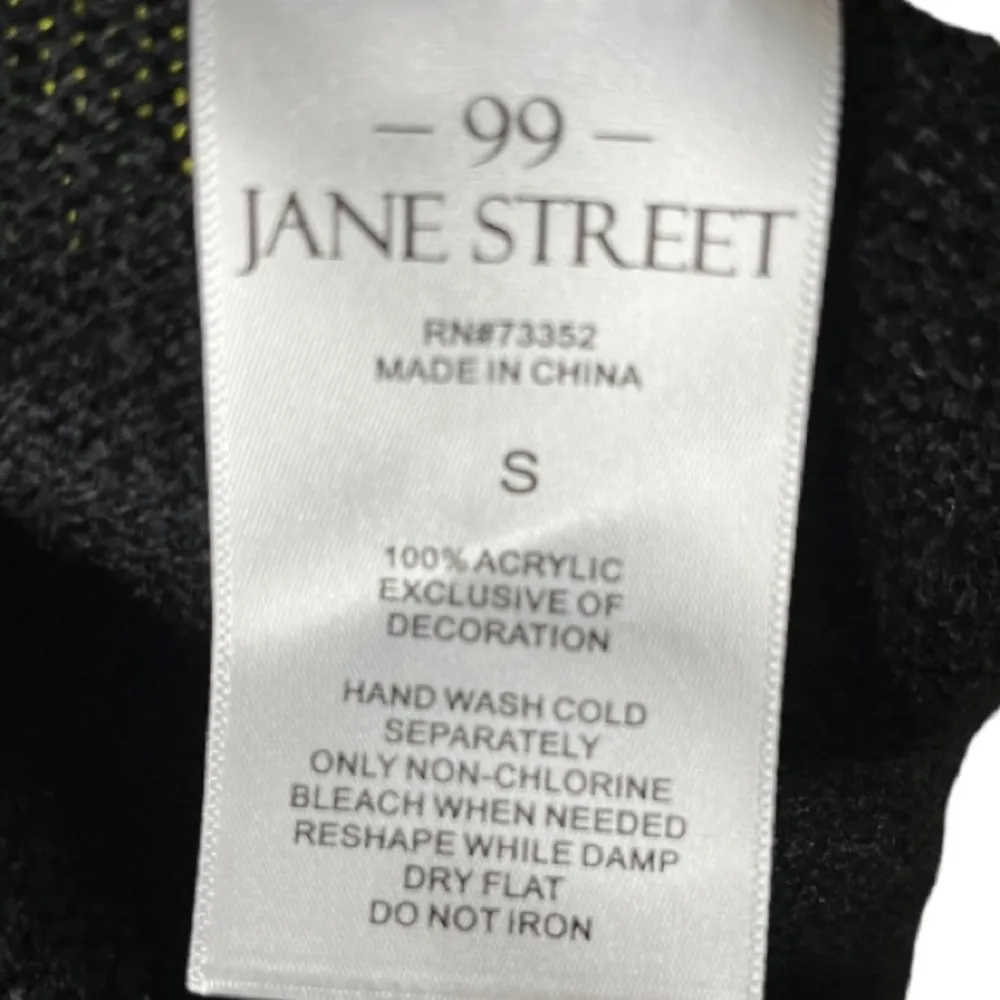 — 99 —
JANE STREET
RN#73352
MADE IN CHINA
S
100% ACRYLIC
EXCLUSIVE OF
DECORATION
HAND WASH COLD
SEPARATELY
ONLY NON-CHLORINE
BLEACH WHEN NEEDED
RESHAPE WHILE DAMP
DRY FLAT
DO NOT IRON